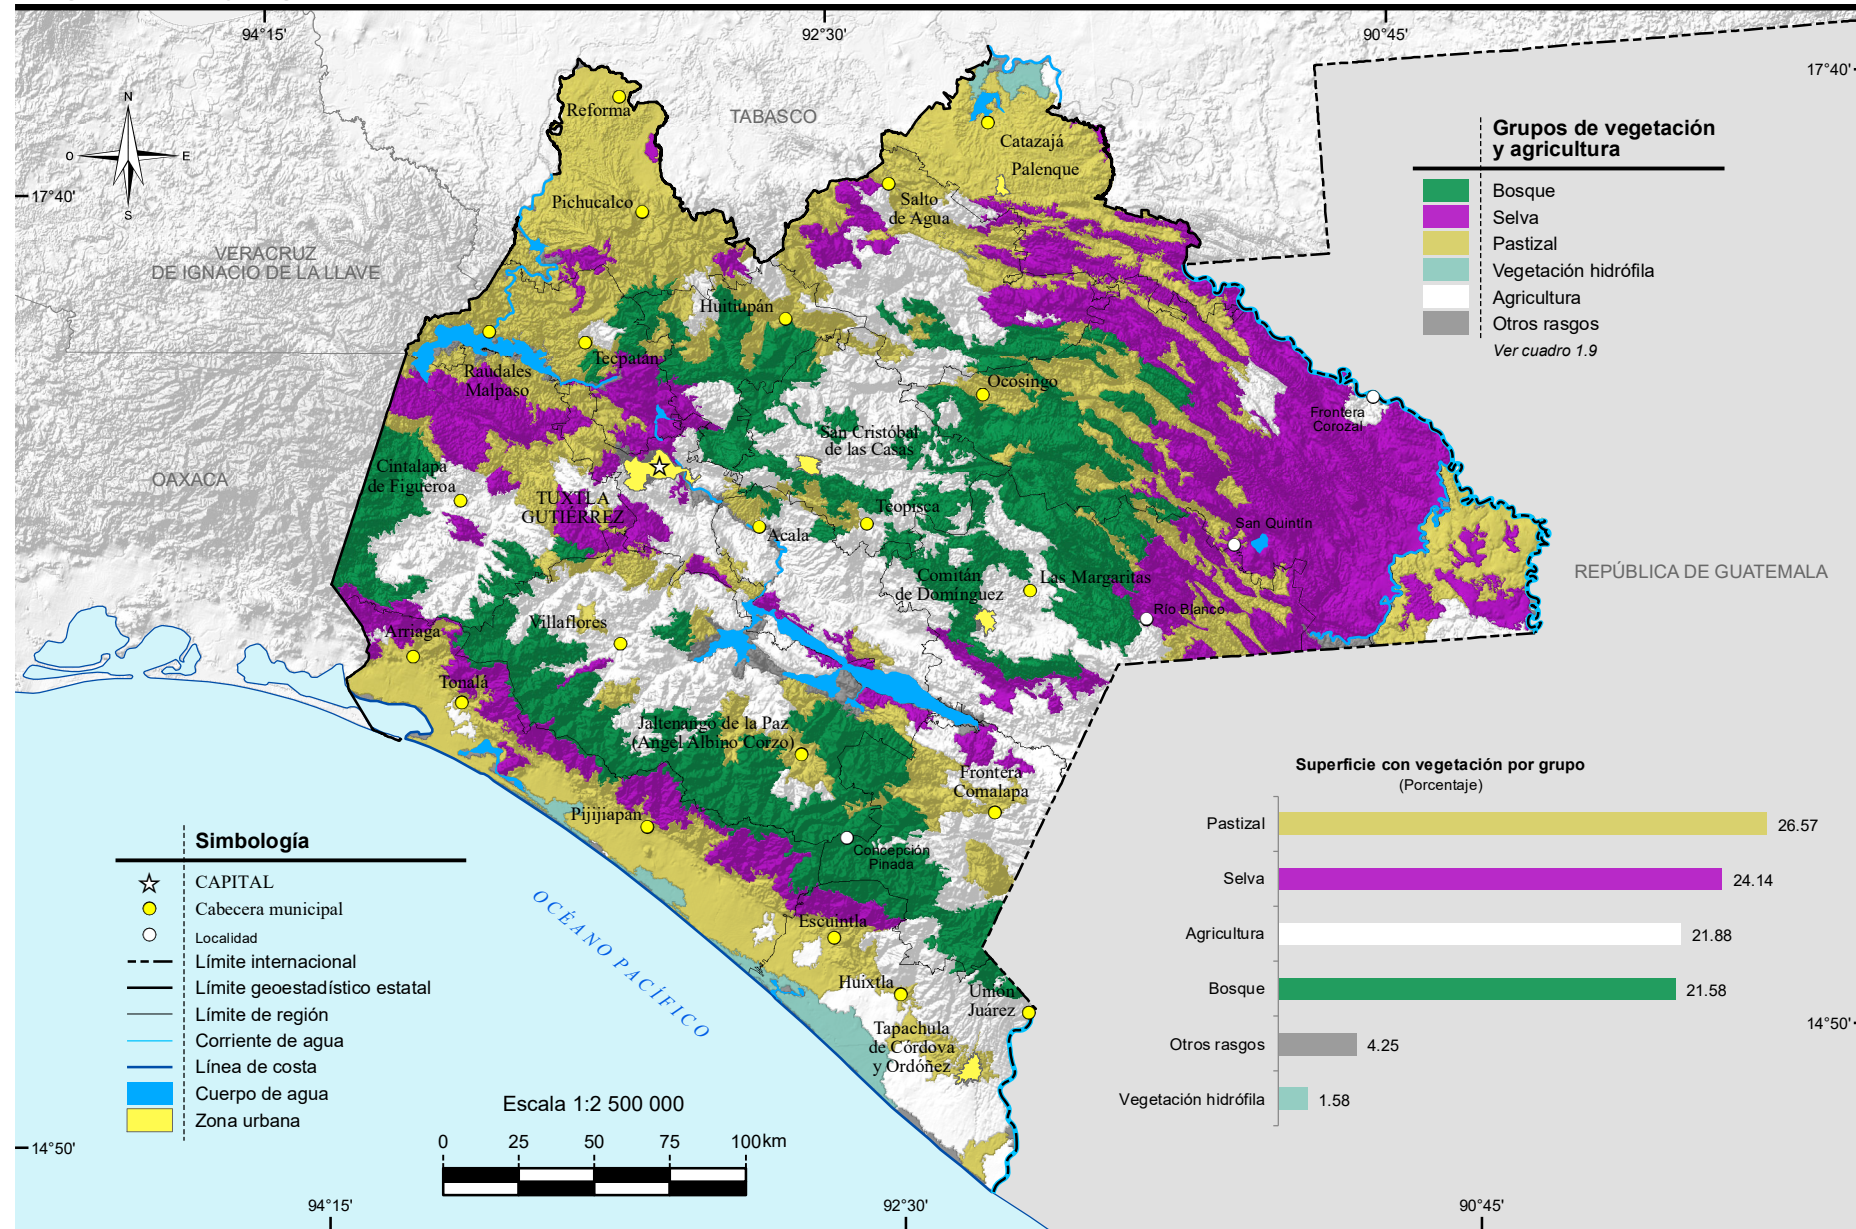 94°15'
92°30'
90°45'
17°40'
17°40'
N
O
E
S
TABASCO
VERACRUZ
DE IGNACIO DE LA LLAVE
OAXACA
REPÚBLICA DE GUATEMALA
OCÉANO PACÍFICO
Reforma
Pichucalco
Catazajá
Palenque
Salto
de Agua
Huitiupán
Tecpatán
Raudales
Malpaso
Ocosingo
Frontera
Corozal
San Cristóbal
de las Casas
Cintalapa
de Figueroa
TUXTLA
GUTIÉRREZ
Teopisca
Acala
San Quintín
Comitán
de Domínguez
Las Margaritas
Río Blanco
Villaflores
Arriaga
Tonalá
Jaltenango de la Paz
(Angel Albino Corzo)
Frontera
Comalapa
Pijijiapan
Concepción
Pinada
Escuintla
Huixtla
Unión
Juárez
Tapachula
de Córdova
y Ordóñez
Grupos de vegetación
y agricultura
Bosque
Selva
Pastizal
Vegetación hidrófila
Agricultura
Otros rasgos
Ver cuadro 1.9
Superficie con vegetación por grupo
(Porcentaje)
Pastizal 26.57
Selva 24.14
Agricultura 21.88
Bosque 21.58
Otros rasgos 4.25
Vegetación hidrófila 1.58
Simbología
CAPITAL
Cabecera municipal
Localidad
Límite internacional
Límite geoestadístico estatal
Límite de región
Corriente de agua
Línea de costa
Cuerpo de agua
Zona urbana
Escala 1:2 500 000
0 25 50 75 100 km
14°50'
14°50'
94°15'
92°30'
90°45'